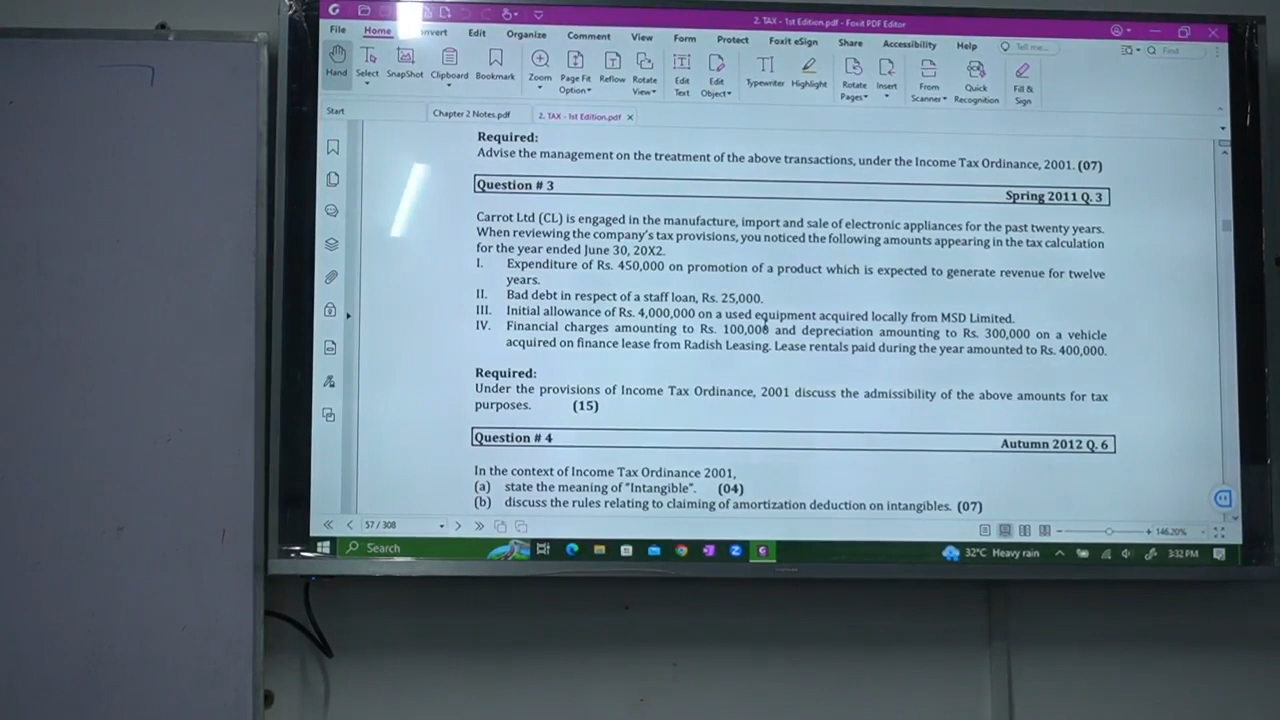 2. TAX - 1st Edition.pdf - Foxit PDF Editor
File Home Edit Organize Comment View Form Protect Foxit eSign Share Accessibility Help Tell me... Find
Hand Select SnapShot Clipboard Bookmark Zoom Page Fit Option Reflow Rotate View Edit Text Edit Object Typewriter Highlight Rotate Pages Insert From Scanner Quick Recognition Fill & Sign
Start Chapter 2 Notes.pdf 2. TAX - 1st Edition.pdf
Required:
Advise the management on the treatment of the above transactions, under the Income Tax Ordinance, 2001. (07)
Question # 3 Spring 2011 Q. 3
Carrot Ltd (CL) is engaged in the manufacture, import and sale of electronic appliances for the past twenty years.
When reviewing the company's tax provisions, you noticed the following amounts appearing in the tax calculation
for the year ended June 30, 20X2.
I. Expenditure of Rs. 450,000 on promotion of a product which is expected to generate revenue for twelve
years.
II. Bad debt in respect of a staff loan, Rs. 25,000.
III. Initial allowance of Rs. 4,000,000 on a used equipment acquired locally from MSD Limited.
IV. Financial charges amounting to Rs. 100,000 and depreciation amounting to Rs. 300,000 on a vehicle
acquired on finance lease from Radish Leasing. Lease rentals paid during the year amounted to Rs. 400,000.
Required:
Under the provisions of Income Tax Ordinance, 2001 discuss the admissibility of the above amounts for tax
purposes. (15)
Question # 4 Autumn 2012 Q. 6
In the context of Income Tax Ordinance 2001,
(a) state the meaning of "Intangible". (04)
(b) discuss the rules relating to claiming of amortization deduction on intangibles. (07)
57 / 308 146.20%
Search 32°C Heavy rain 3:32 PM